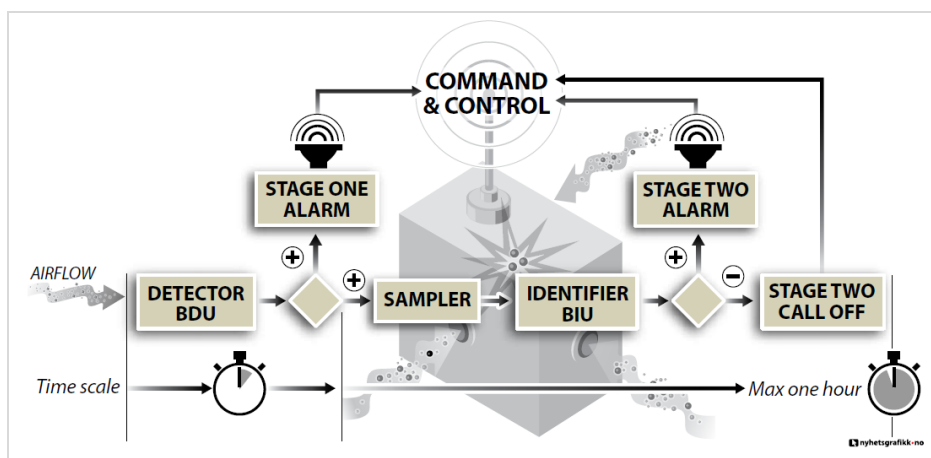 COMMAND
& CONTROL
STAGE ONE
ALARM
STAGE TWO
ALARM
+
+
+
−
AIRFLOW
DETECTOR
BDU
SAMPLER
IDENTIFIER
BIU
STAGE TWO
CALL OFF
Time scale
Max one hour
nyhetsgrafikk•no